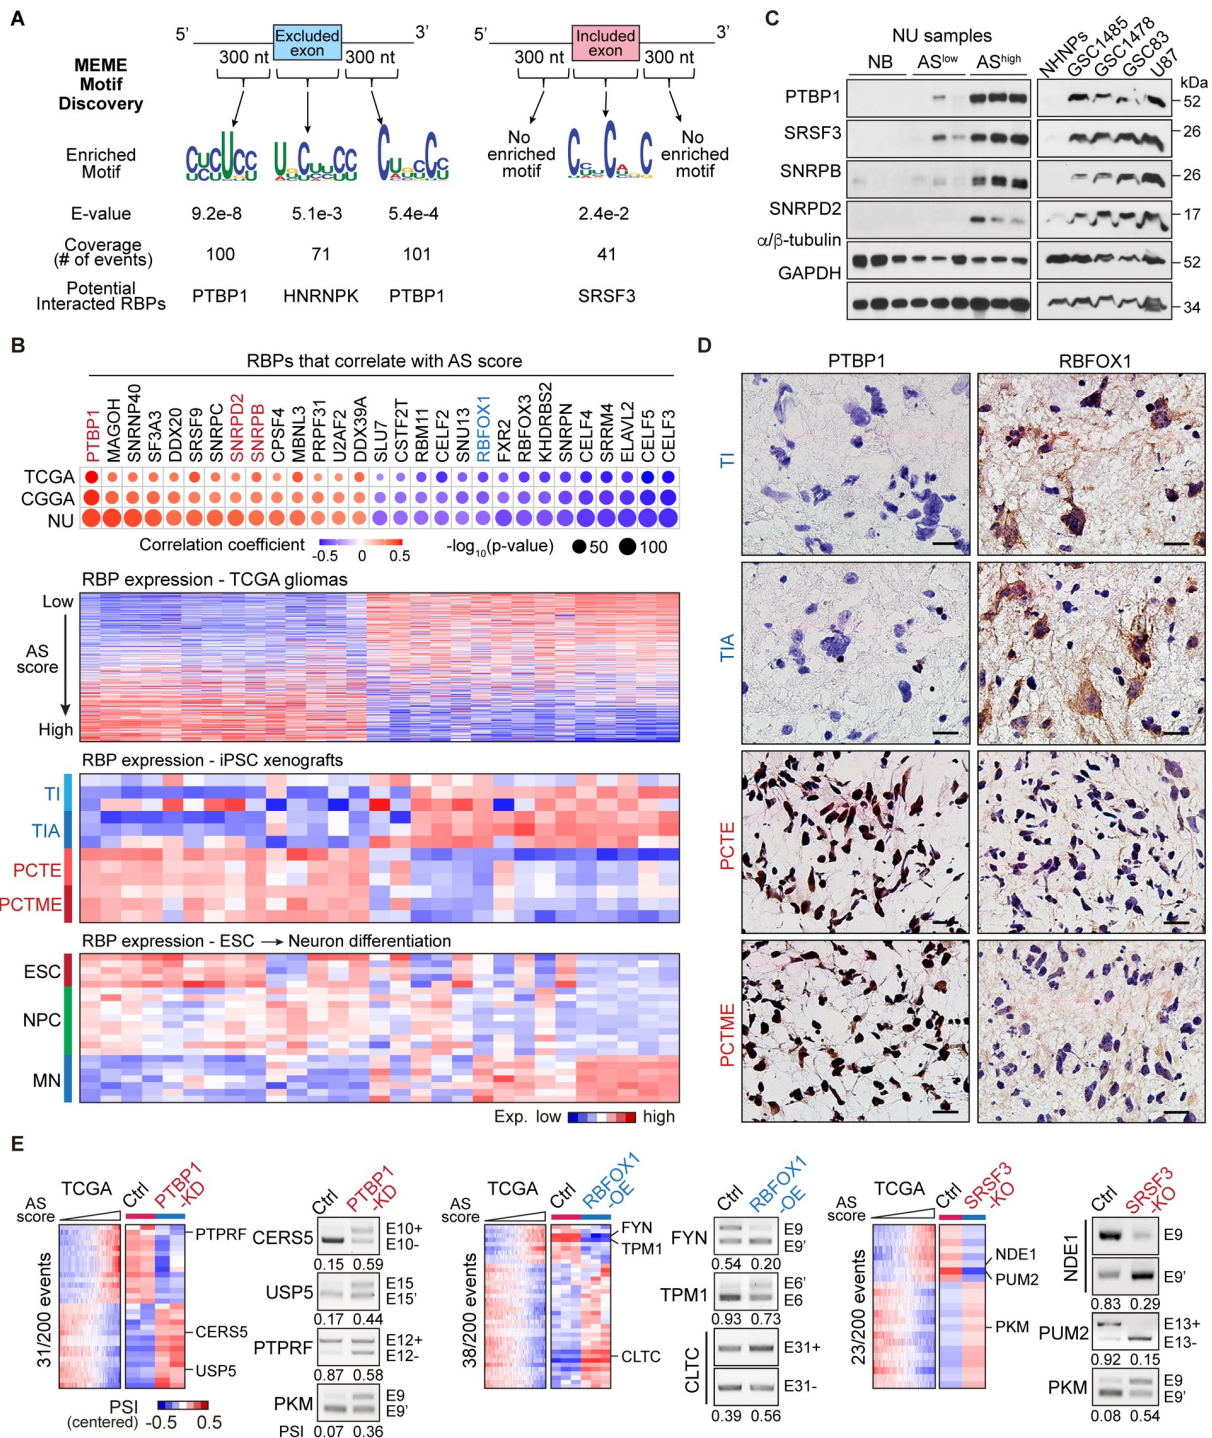 A
5’ Excluded exon 3’
300 nt 300 nt
5’ Included exon 3’
300 nt 300 nt
MEME Motif Discovery
Enriched Motif
No enriched motif
No enriched motif
E-value 9.2e-8 5.1e-3 5.4e-4 2.4e-2
Coverage (# of events) 100 71 101 41
Potential Interacted RBPs PTBP1 HNRNPK PTBP1 SRSF3
C
NU samples
NB ASlow AShigh
NHNPs GSC1485 GSC1478 GSC83 U87
kDa
PTBP1 52
SRSF3 26
SNRPB 26
SNRPD2 17
α/β-tubulin 52
GAPDH 34
B
RBPs that correlate with AS score
PTBP1 MAGOH SNRNP40 SF3A3 DDX20 SRSF9 SNRPC SNRPD2 SNRPB CPSF4 MBNL3 PRPF31 U2AF2 DDX39A SLU7 CSTF2T RBM11 CELF2 SNU13 RBFOX1 FXR2 RBFOX3 KHDRBS2 SNRPN CELF4 SRRM4 ELAVL2 CELF5 CELF3
TCGA
CGGA
NU
Correlation coefficient -0.5 0 0.5
-log10(p-value) 50 100
RBP expression - TCGA gliomas
Low
AS score
High
RBP expression - iPSC xenografts
TI
TIA
PCTE
PCTME
RBP expression - ESC → Neuron differentiation
ESC
NPC
MN
Exp. low high
D
PTBP1 RBFOX1
TI
TIA
PCTE
PCTME
E
AS score TCGA Ctrl PTBP1-KD
31/200 events
PTPRF
CERS5
USP5
PSI (centered) -0.5 0.5
Ctrl PTBP1-KD
CERS5 E10+
E10-
0.15 0.59
USP5 E15
E15’
0.17 0.44
PTPRF E12+
E12-
0.87 0.58
PKM E9
E9’
PSI 0.07 0.36
AS score TCGA Ctrl RBFOX1-OE
38/200 events
FYN
TPM1
CLTC
Ctrl RBFOX1-OE
FYN E9
E9’
0.54 0.20
TPM1 E6’
E6
0.93 0.73
CLTC E31+
E31-
0.39 0.56
AS score TCGA Ctrl SRSF3-KO
23/200 events
NDE1
PUM2
PKM
Ctrl SRSF3-KO
NDE1 E9
E9’
0.83 0.29
PUM2 E13+
E13-
0.92 0.15
PKM E9
E9’
0.08 0.54